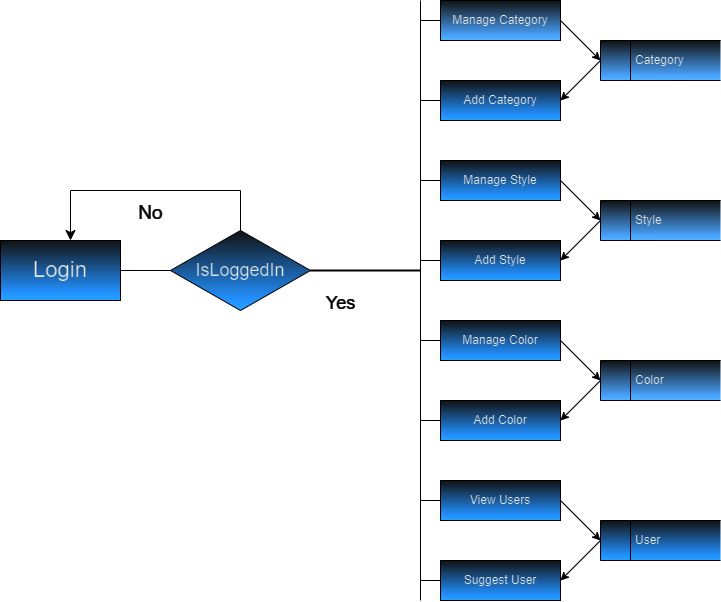 Manage Category
Category
Add Category
Manage Style
No
Style
Login
IsLoggedIn
Add Style
Yes
Manage Color
Color
Add Color
View Users
User
Suggest User